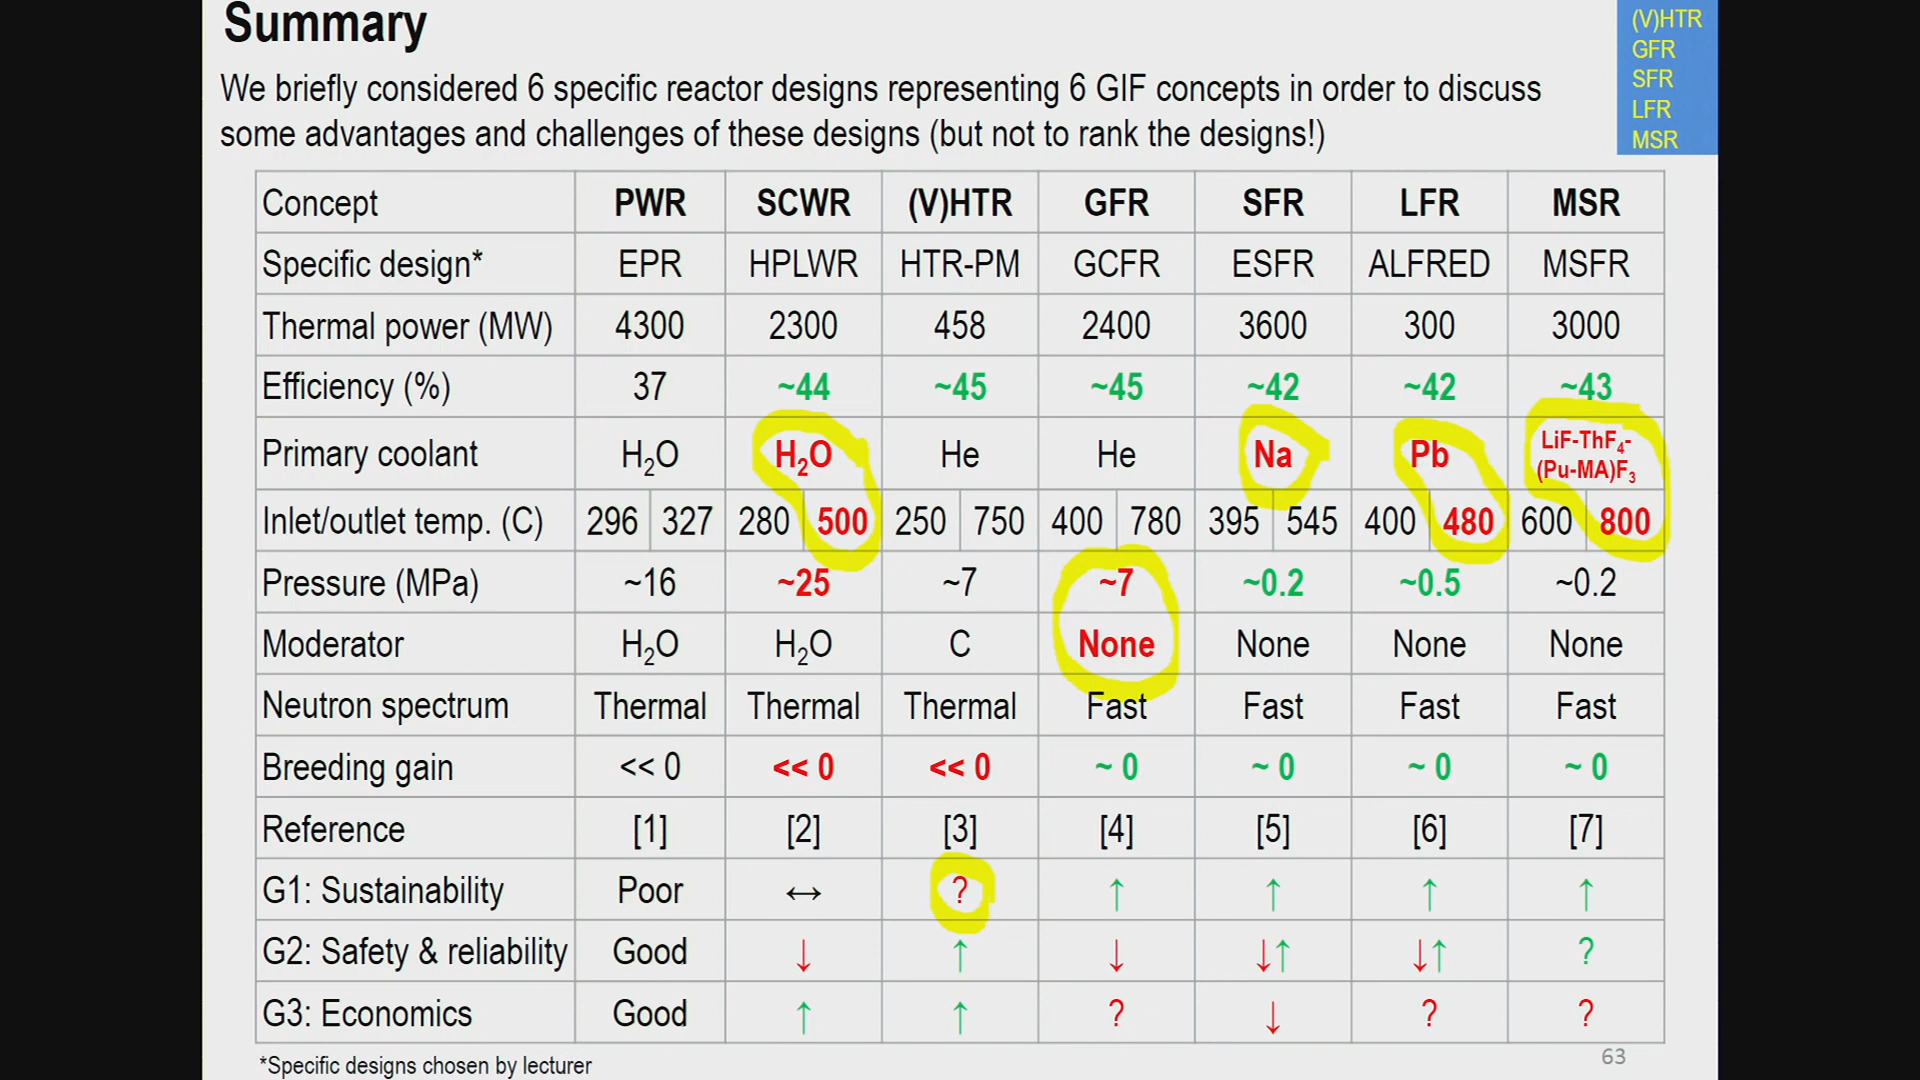 Summary
(V)HTR
GFR
SFR
LFR
MSR
We briefly considered 6 specific reactor designs representing 6 GIF concepts in order to discuss
some advantages and challenges of these designs (but not to rank the designs!)
Concept PWR SCWR (V)HTR GFR SFR LFR MSR
Specific design* EPR HPLWR HTR-PM GCFR ESFR ALFRED MSFR
Thermal power (MW) 4300 2300 458 2400 3600 300 3000
Efficiency (%) 37 ~44 ~45 ~45 ~42 ~42 ~43
Primary coolant H₂O H₂O He He Na Pb LiF-ThF₄-
(Pu-MA)F₃
Inlet/outlet temp. (C) 296 327 280 500 250 750 400 780 395 545 400 480 600 800
Pressure (MPa) ~16 ~25 ~7 ~7 ~0.2 ~0.5 ~0.2
Moderator H₂O H₂O C None None None None
Neutron spectrum Thermal Thermal Thermal Fast Fast Fast Fast
Breeding gain << 0 << 0 << 0 ~ 0 ~ 0 ~ 0 ~ 0
Reference [1] [2] [3] [4] [5] [6] [7]
G1: Sustainability Poor ↔ ? ↑ ↑ ↑ ↑
G2: Safety & reliability Good ↓ ↑ ↓ ↓↑ ↓↑ ?
G3: Economics Good ↑ ↑ ? ↓ ? ?
*Specific designs chosen by lecturer
63